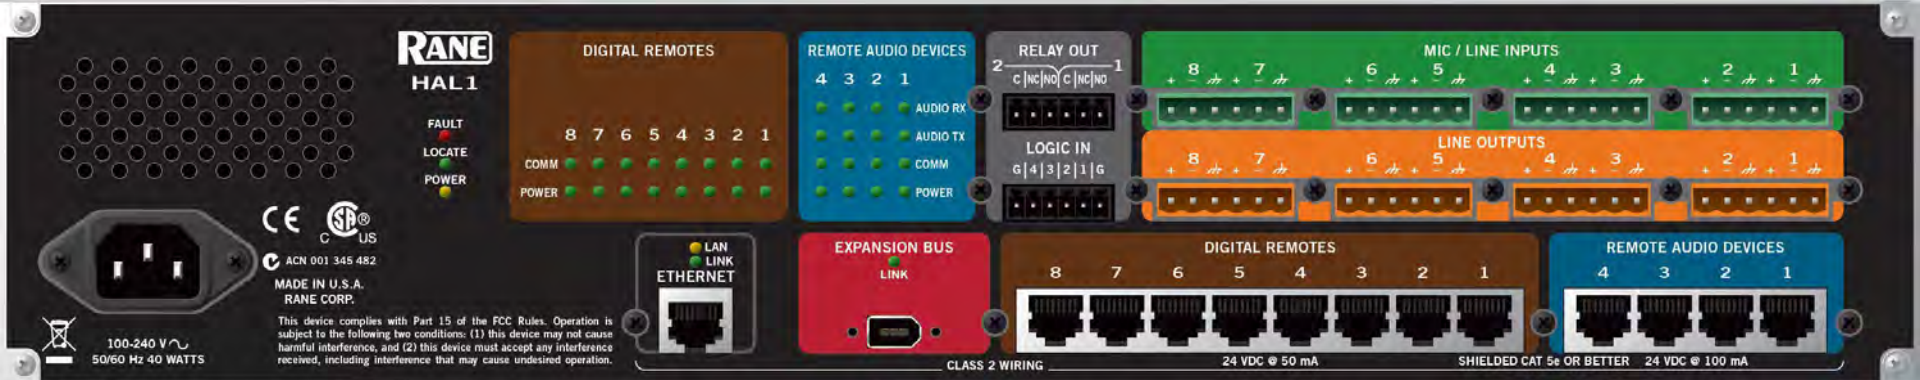 RANE
HAL1
FAULT
LOCATE
POWER
DIGITAL REMOTES
8 7 6 5 4 3 2 1
COMM
POWER
REMOTE AUDIO DEVICES
4 3 2 1
AUDIO RX
AUDIO TX
COMM
POWER
RELAY OUT
2 1
C|NC|NO C|NC|NO
LOGIC IN
G|4|3|2|1|G
MIC / LINE INPUTS
8 7 6 5 4 3 2 1
+ − + − + − + − + − + − + − + −
LINE OUTPUTS
8 7 6 5 4 3 2 1
+ − + − + − + − + − + − + − + −
CE
SA®
C US
ACN 001 345 482
MADE IN U.S.A.
RANE CORP.
100-240 V
50/60 Hz 40 WATTS
This device complies with Part 15 of the FCC Rules. Operation is
subject to the following two conditions: (1) this device may not cause
harmful interference, and (2) this device must accept any interference
received, including interference that may cause undesired operation.
LAN
LINK
ETHERNET
EXPANSION BUS
LINK
DIGITAL REMOTES
8 7 6 5 4 3 2 1
REMOTE AUDIO DEVICES
4 3 2 1
CLASS 2 WIRING
24 VDC @ 50 mA
SHIELDED CAT 5e OR BETTER
24 VDC @ 100 mA